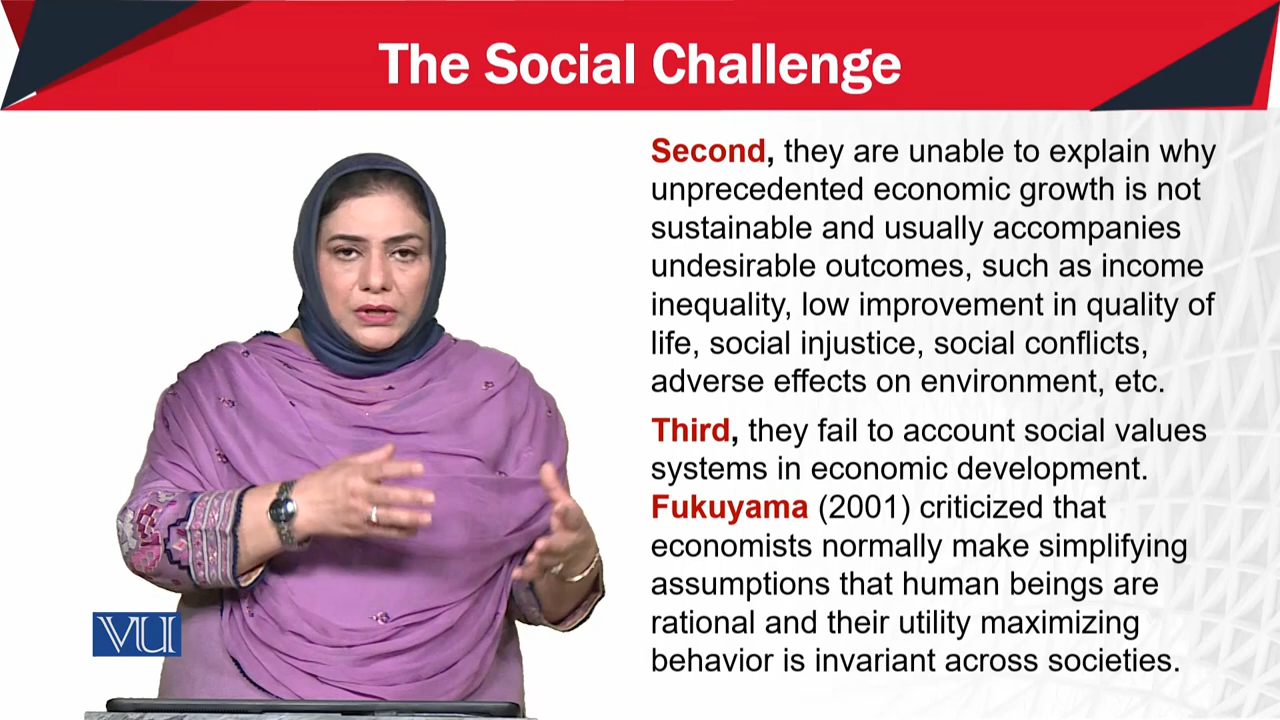 The Social Challenge
Second, they are unable to explain why
unprecedented economic growth is not
sustainable and usually accompanies
undesirable outcomes, such as income
inequality, low improvement in quality of
life, social injustice, social conflicts,
adverse effects on environment, etc.
Third, they fail to account social values
systems in economic development.
Fukuyama (2001) criticized that
economists normally make simplifying
assumptions that human beings are
rational and their utility maximizing
behavior is invariant across societies.
VU